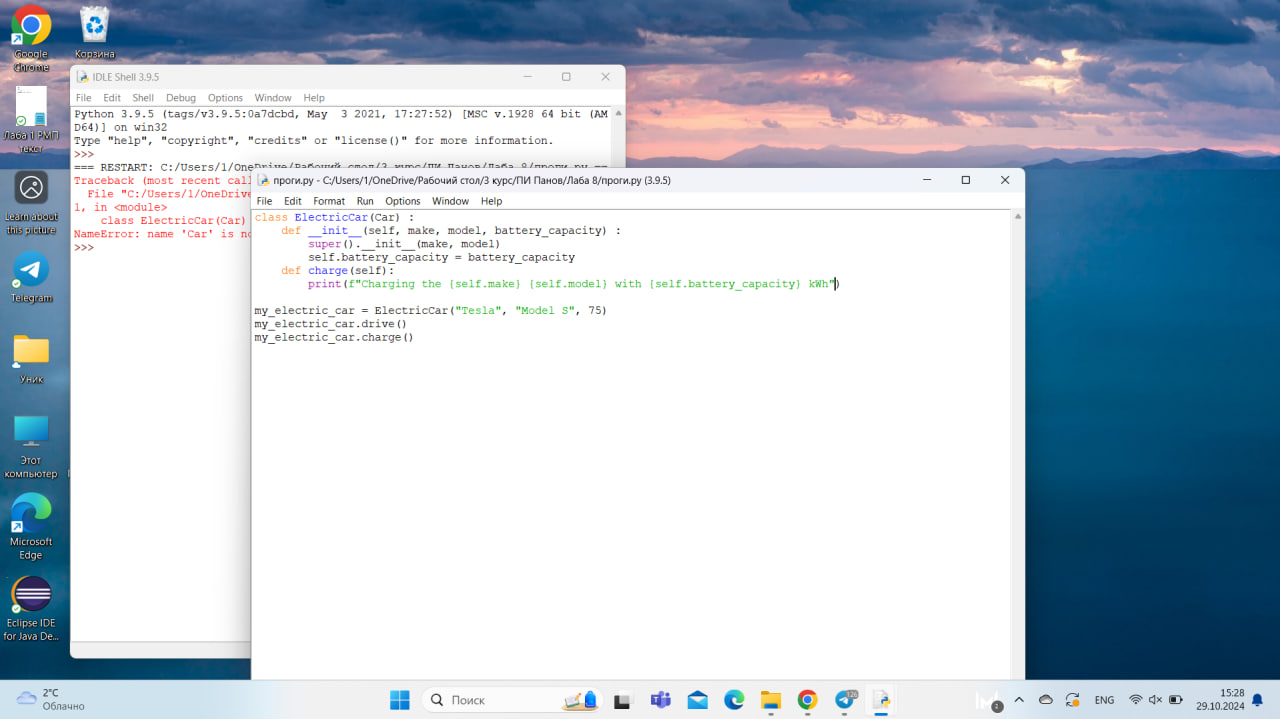 Google
Chrome
Корзина
Лаба 1 РМП
текст
Learn about
this picture
Telegram
Уник
Этот
компьютер
Microsoft
Edge
Eclipse IDE
for Java De...
IDLE Shell 3.9.5
File Edit Shell Debug Options Window Help
Python 3.9.5 (tags/v3.9.5:0a7dcbd, May  3 2021, 17:27:52) [MSC v.1928 64 bit (AM
D64)] on win32
Type "help", "copyright", "credits" or "license()" for more information.
>>>
=== RESTART: C:/Users/1/OneDrive/Рабочий стол/3 курс/ПИ Панов/Лаба 8/проги.py ==
Traceback (most recent call
  File "C:/Users/1/OneDrive
1, in <module>
    class ElectricCar(Car)
NameError: name 'Car' is no
>>>
проги.py - C:/Users/1/OneDrive/Рабочий стол/3 курс/ПИ Панов/Лаба 8/проги.py (3.9.5)
File Edit Format Run Options Window Help
class ElectricCar(Car) :
    def __init__(self, make, model, battery_capacity) :
        super().__init__(make, model)
        self.battery_capacity = battery_capacity
    def charge(self):
        print(f"Charging the {self.make} {self.model} with {self.battery_capacity} kWh")
my_electric_car = ElectricCar("Tesla", "Model S", 75)
my_electric_car.drive()
my_electric_car.charge()
2°C
Облачно
Поиск
126
2
ENG
15:28
29.10.2024